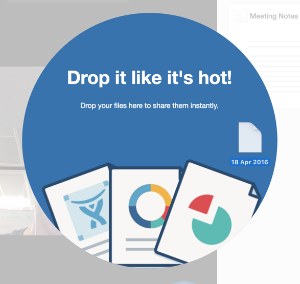 Meeting Notes
Drop it like it's hot!
Drop your files here to share them instantly.
18 Apr 2016